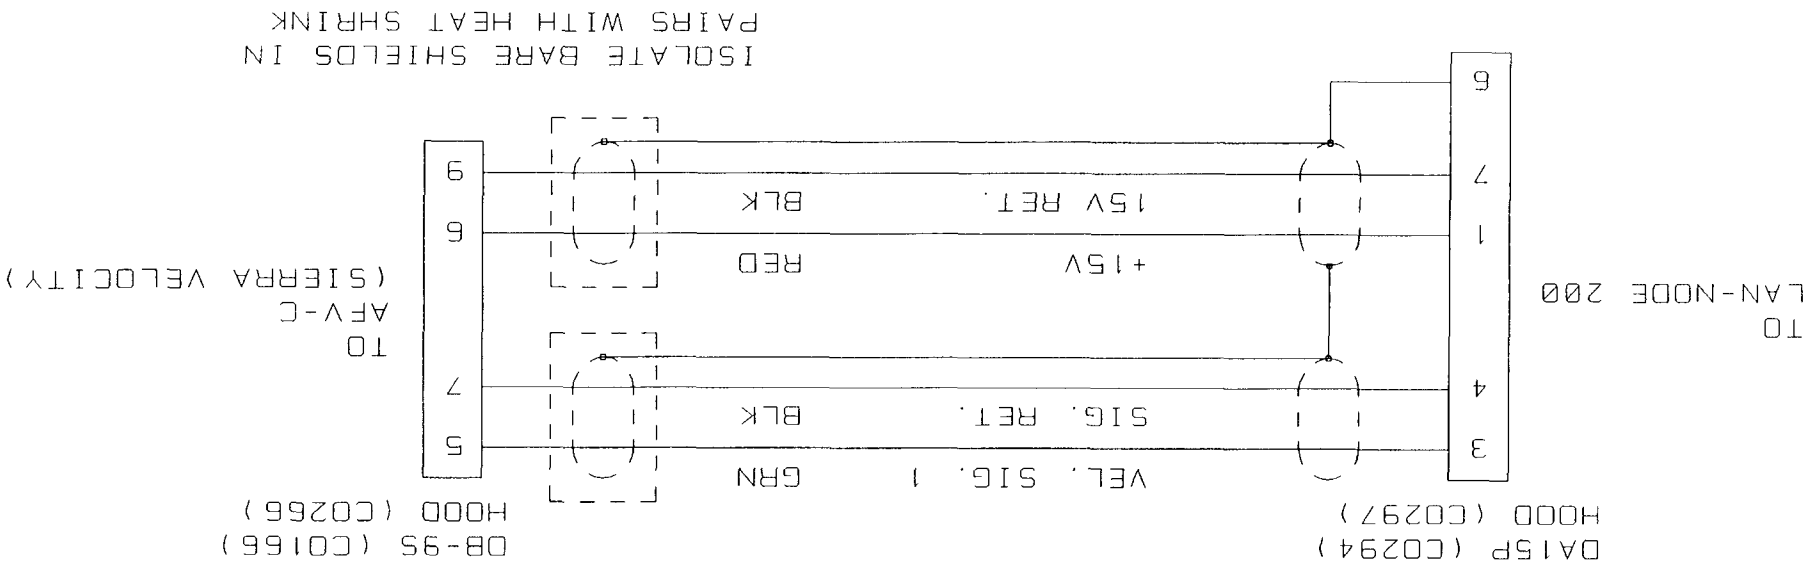 DA15P (C0294)
HOOD (C0297)
DB-9S (C0166)
HOOD (C0266)
3
VEL. SIG. 1
GRN
5
4
SIG. RET.
BLK
7
TO
LAN-NODE 200
TO
AFV-C
(SIERRA VELOCITY)
1
+15V
RED
9
7
15V RET.
BLK
6
9
ISOLATE BARE SHIELDS IN
PAIRS WITH HEAT SHRINK